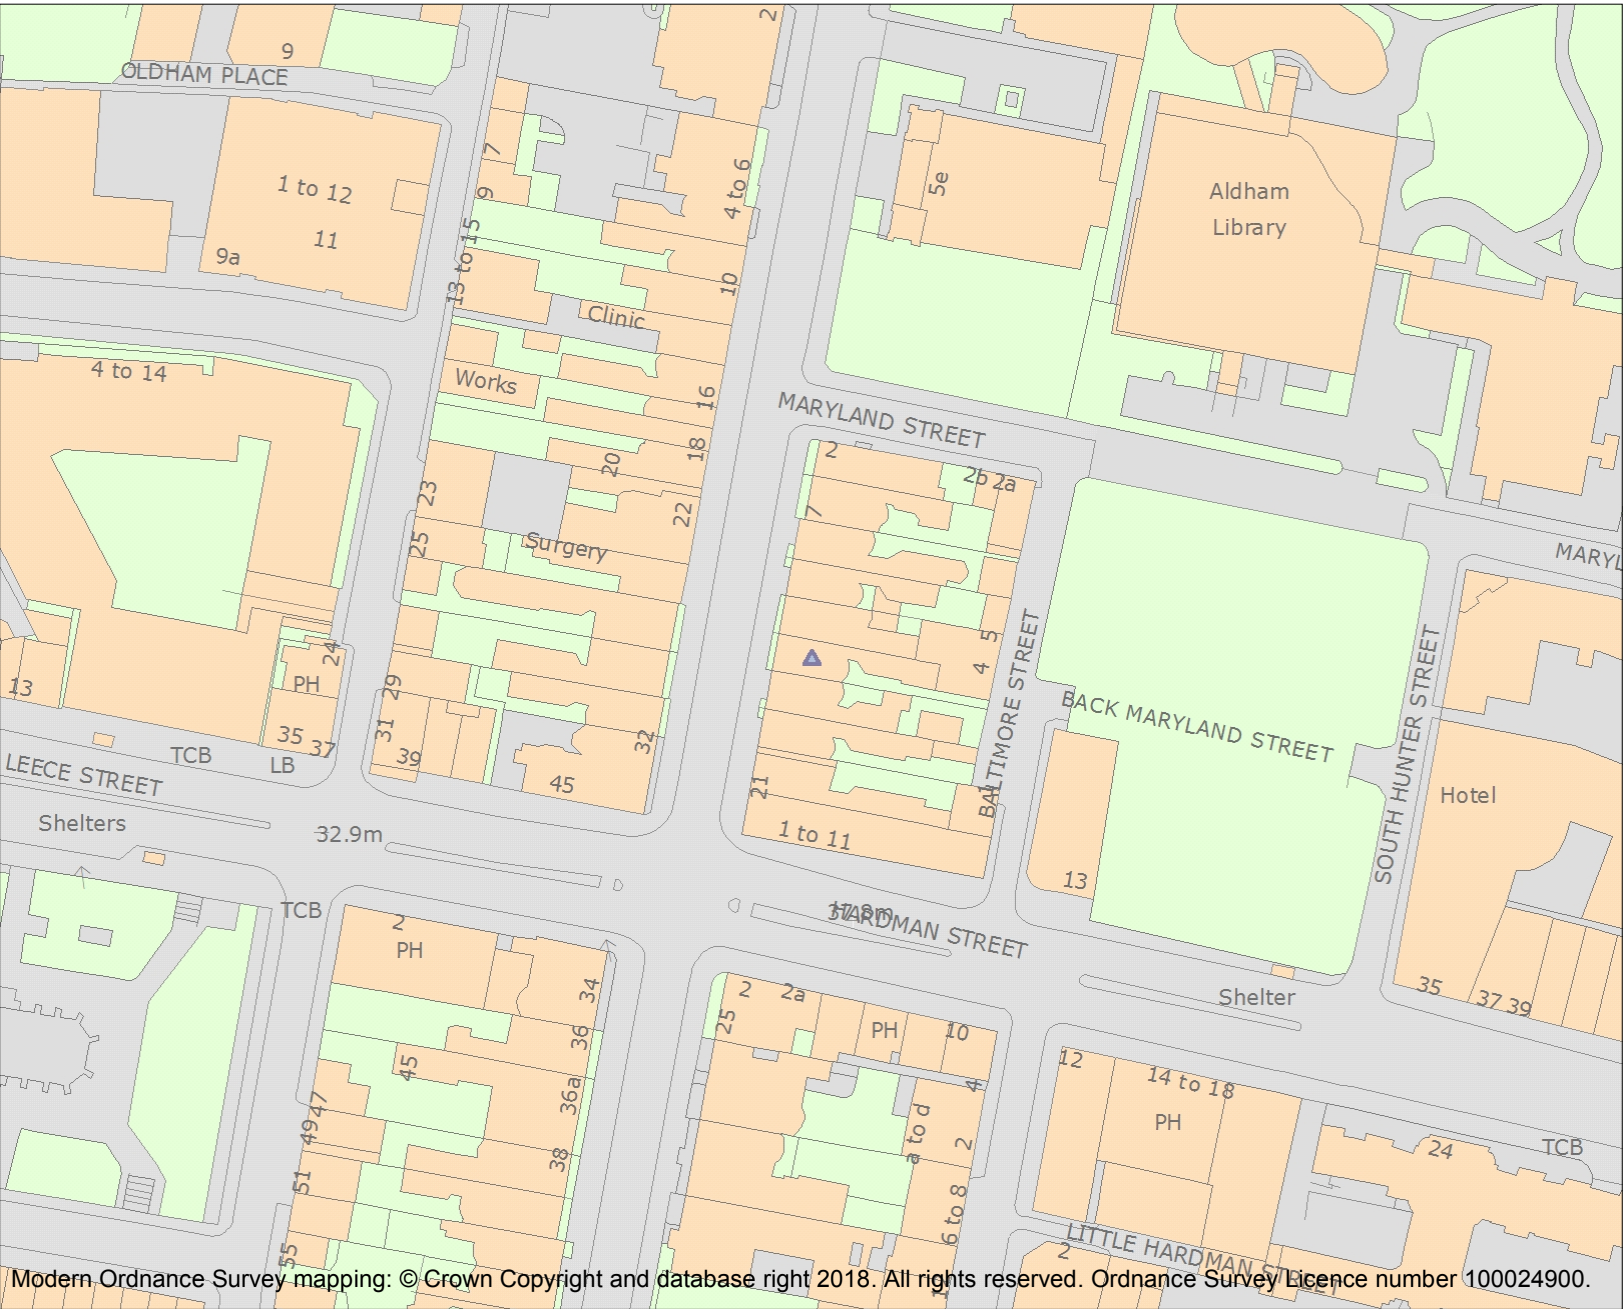 2
9
OLDHAM PLACE
7
1 to 12
9
4 to 6
5e
Aldham
Library
11
9a
13 to 15
10
Clinic
4 to 14
Works
16
MARYLAND STREET
18
20
2
2b 2a
23
22
7
25
Surgery
MARYL
24
5
4
13
PH
29
BALTIMORE STREET
BACK MARYLAND STREET
SOUTH HUNTER STREET
31
35 37
32
TCB
LB
39
45
21
Hotel
LEECE STREET
Shelters
32.9m
1 to 11
13
TCB
2
PH
37.8m
HARDMAN STREET
34
2
2a
25
PH
10
Shelter
35
37 39
36
45
12
14 to 18
PH
36a
4
47
49
a to d
2
38
24
TCB
51
6 to 8
55
LITTLE HARDMAN STREET
2
Modern Ordnance Survey mapping: © Crown Copyright and database right 2018. All rights reserved. Ordnance Survey Licence number 100024900.